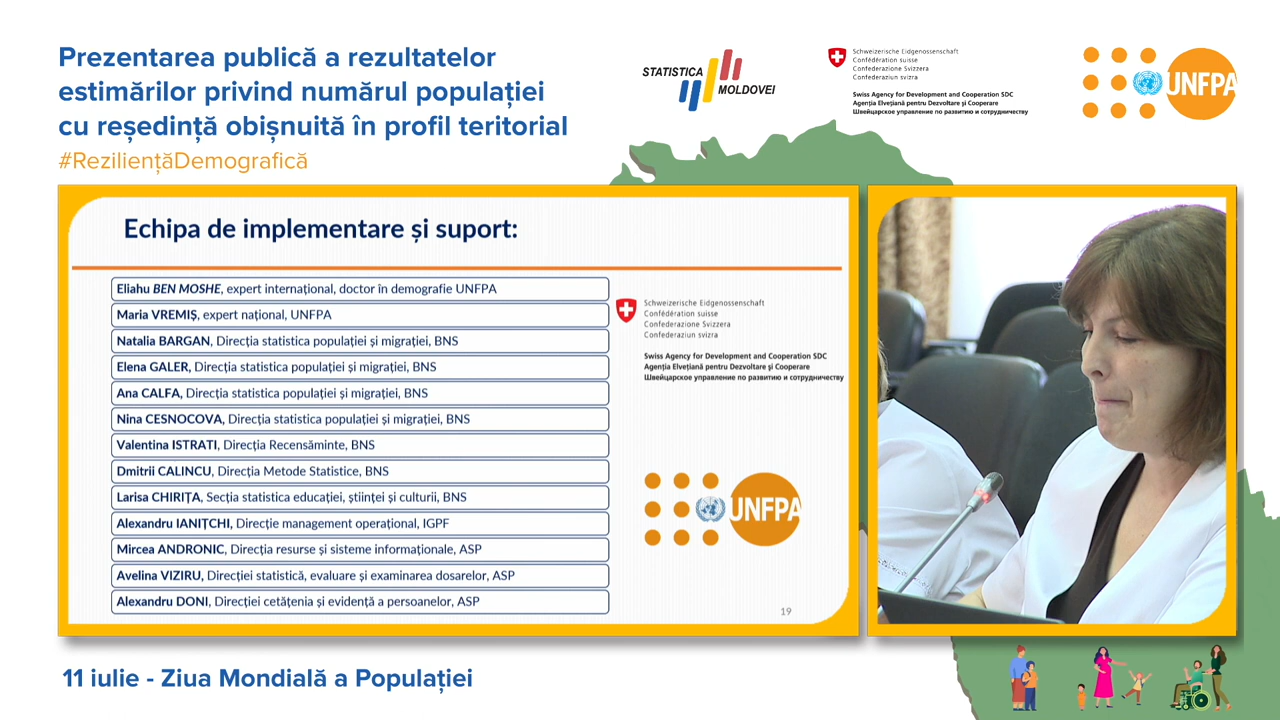 Prezentarea publică a rezultatelor
estimărilor privind numărul populației
cu reședință obișnuită în profil teritorial
#ReziliențăDemografică
STATISTICA
MOLDOVEI
Schweizerische Eidgenossenschaft
Confédération suisse
Confederazione Svizzera
Confederaziun svizra
Swiss Agency for Development and Cooperation SDC
Agenția Elvețiană pentru Dezvoltare și Cooperare
Швейцарское управление по развитию и сотрудничеству
UNFPA
Echipa de implementare și suport:
Eliahu BEN MOSHE, expert internațional, doctor în demografie UNFPA
Maria VREMIȘ, expert național, UNFPA
Natalia BARGAN, Direcția statistica populației și migrației, BNS
Elena GALER, Direcția statistica populației și migrației, BNS
Ana CALFA, Direcția statistica populației și migrației, BNS
Nina CESNOCOVA, Direcția statistica populației și migrației, BNS
Valentina ISTRATI, Direcția Recensăminte, BNS
Dmitrii CALINCU, Direcția Metode Statistice, BNS
Larisa CHIRIȚA, Secția statistica educației, științei și culturii, BNS
Alexandru IANIȚCHI, Direcție management operațional, IGPF
Mircea ANDRONIC, Direcția resurse și sisteme informaționale, ASP
Avelina VIZIRU, Direcției statistică, evaluare și examinarea dosarelor, ASP
Alexandru DONI, Direcției cetățenia și evidență a persoanelor, ASP
Schweizerische Eidgenossenschaft
Confédération suisse
Confederazione Svizzera
Confederaziun svizra
Swiss Agency for Development and Cooperation SDC
Agenția Elvețiană pentru Dezvoltare și Cooperare
Швейцарское управление по развитию и сотрудничеству
UNFPA
19
11 iulie - Ziua Mondială a Populației